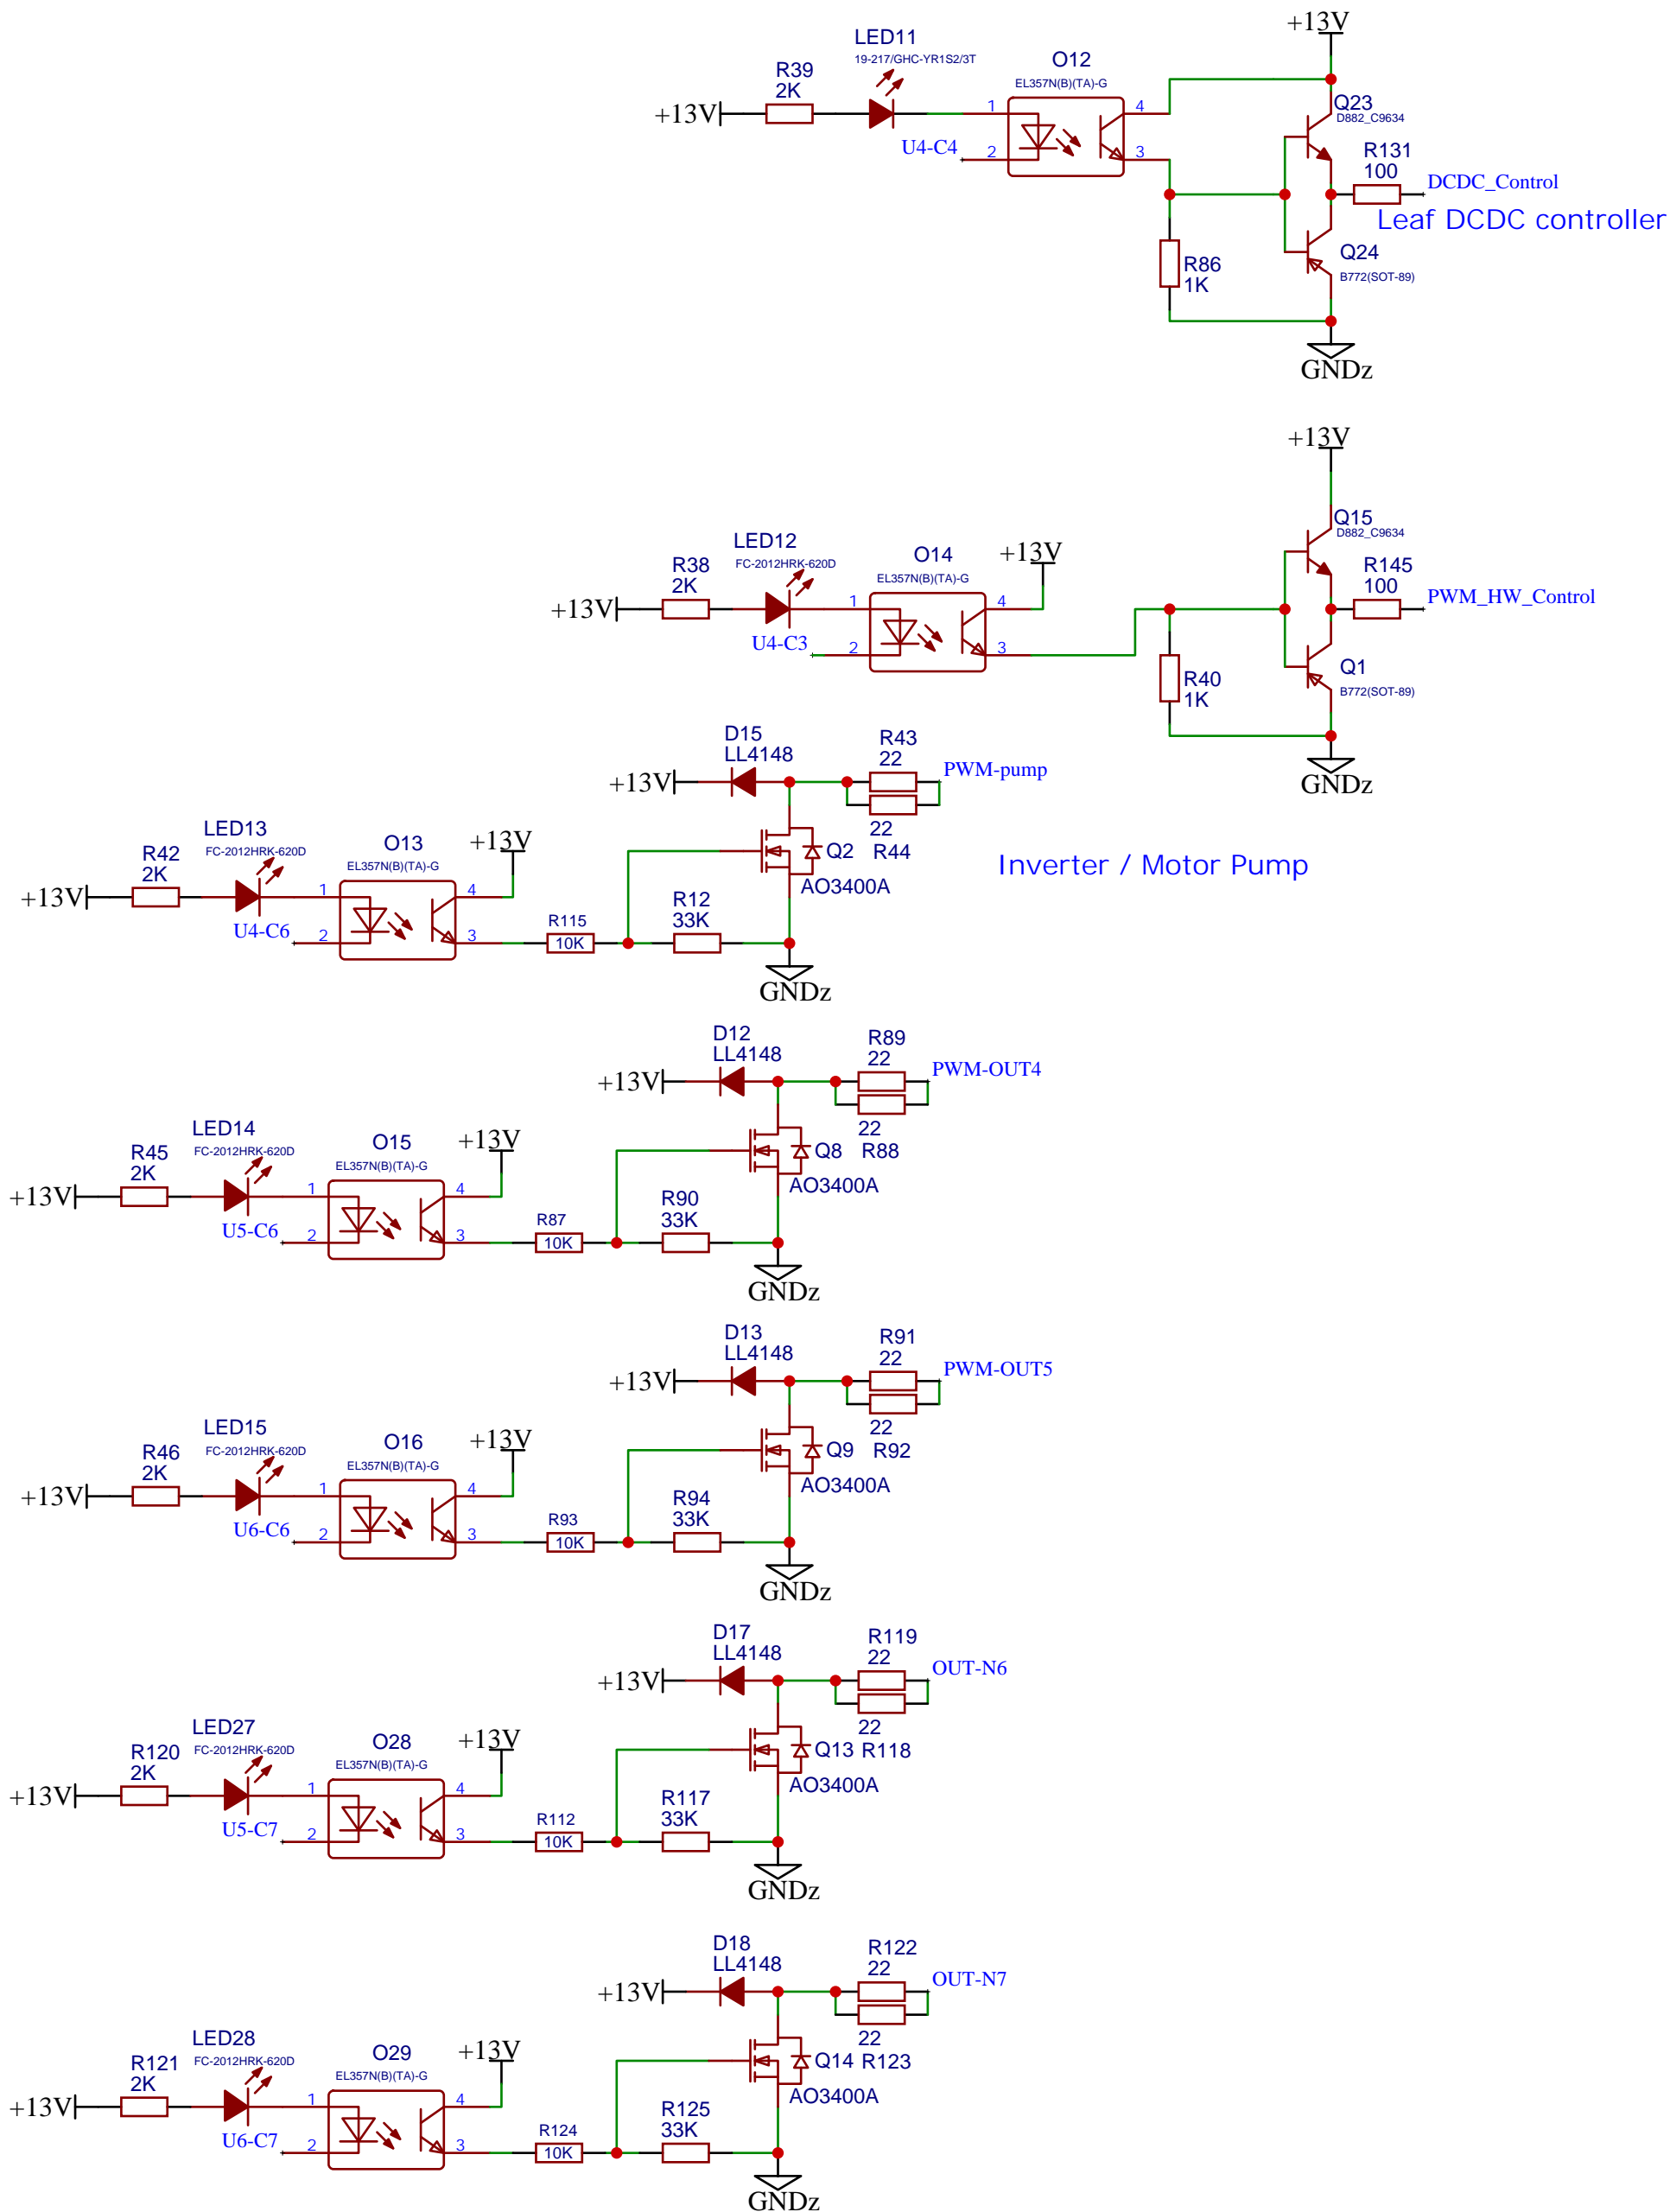 +13V
LED11
19-217/GHC-YR1S2/3T
O12
EL357N(B)(TA)-G
R39
2K
+13V
1
4
U4-C4
2
3
Q23
D882_C9634
R131
100
DCDC_Control
Leaf DCDC controller
R86
1K
Q24
B772(SOT-89)
GNDz
+13V
LED12
FC-2012HRK-620D
O14
EL357N(B)(TA)-G
+13V
R38
2K
+13V
1
4
U4-C3
2
3
Q15
D882_C9634
R145
100
PWM_HW_Control
R40
1K
Q1
B772(SOT-89)
GNDz
D15
LL4148
R43
22
+13V
PWM-pump
22
R44
Q2
AO3400A
Inverter / Motor Pump
LED13
FC-2012HRK-620D
O13
EL357N(B)(TA)-G
+13V
R42
2K
+13V
1
4
U4-C6
2
3
R115
10K
R12
33K
GNDz
D12
LL4148
R89
22
+13V
PWM-OUT4
22
R88
Q8
AO3400A
LED14
FC-2012HRK-620D
O15
EL357N(B)(TA)-G
+13V
R45
2K
+13V
1
4
U5-C6
2
3
R87
10K
R90
33K
GNDz
D13
LL4148
R91
22
+13V
PWM-OUT5
22
R92
Q9
AO3400A
LED15
FC-2012HRK-620D
O16
EL357N(B)(TA)-G
+13V
R46
2K
+13V
1
4
U6-C6
2
3
R93
10K
R94
33K
GNDz
D17
LL4148
R119
22
+13V
OUT-N6
22
Q13 R118
AO3400A
LED27
FC-2012HRK-620D
O28
EL357N(B)(TA)-G
+13V
R120
2K
+13V
1
4
U5-C7
2
3
R112
10K
R117
33K
GNDz
D18
LL4148
R122
22
+13V
OUT-N7
22
Q14 R123
AO3400A
LED28
FC-2012HRK-620D
O29
EL357N(B)(TA)-G
+13V
R121
2K
+13V
1
4
U6-C7
2
3
R124
10K
R125
33K
GNDz